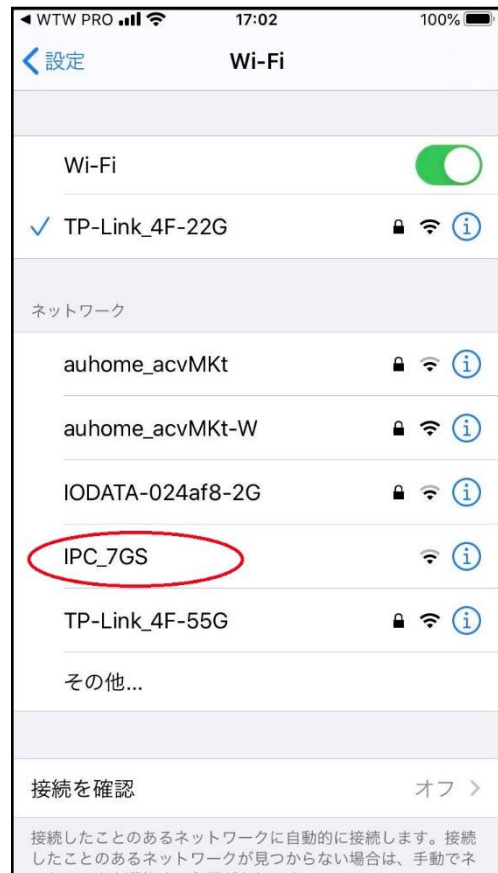 ◀ WTW PRO 17:02 100%
設定 Wi-Fi
Wi-Fi
TP-Link_4F-22G
ネットワーク
auhome_acvMKt
auhome_acvMKt-W
IODATA-024af8-2G
IPC_7GS
TP-Link_4F-55G
その他...
接続を確認 オフ
接続したことのあるネットワークに自動的に接続します。接続
したことのあるネットワークが見つからない場合は、手動でネ